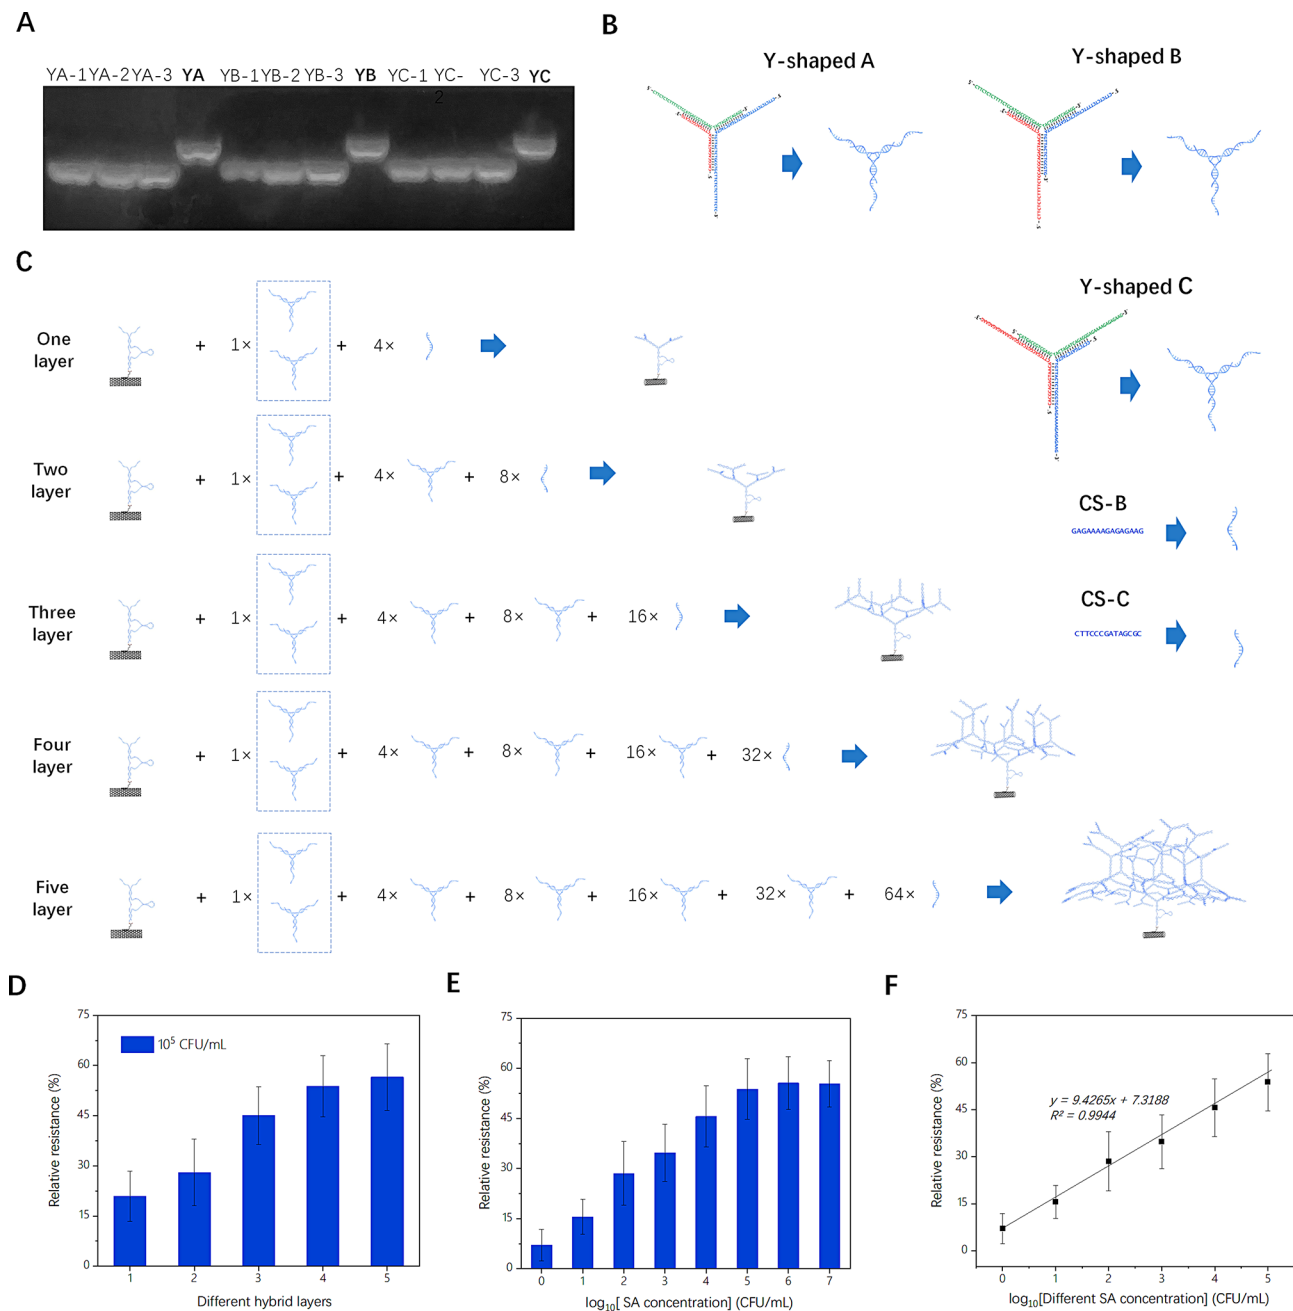 A
YA-1 YA-2 YA-3 YA YB-1 YB-2 YB-3 YB YC-1 YC-2 YC-3 YC
B
Y-shaped A
Y-shaped B
C
Y-shaped C
One layer
+ 1× + 4×
Two layer
+ 1× + 4× + 8×
CS-B
GAGAAAAGAGAGAAG
Three layer
+ 1× + 4× + 8× + 16×
CS-C
CTTCCCGATAGCGC
Four layer
+ 1× + 4× + 8× + 16× + 32×
Five layer
+ 1× + 4× + 8× + 16× + 32× + 64×
D
75
60
45
30
15
0
Relative resistance (%)
10⁵ CFU/mL
1 2 3 4 5
Different hybrid layers
E
75
60
45
30
15
0
Relative resistance (%)
0 1 2 3 4 5 6 7
log₁₀[ SA concentration] (CFU/mL)
F
75
60
45
30
15
0
Relative resistance (%)
y = 9.4265x + 7.3188
R² = 0.9944
0 1 2 3 4 5
log₁₀[Different SA concentration] (CFU/mL)